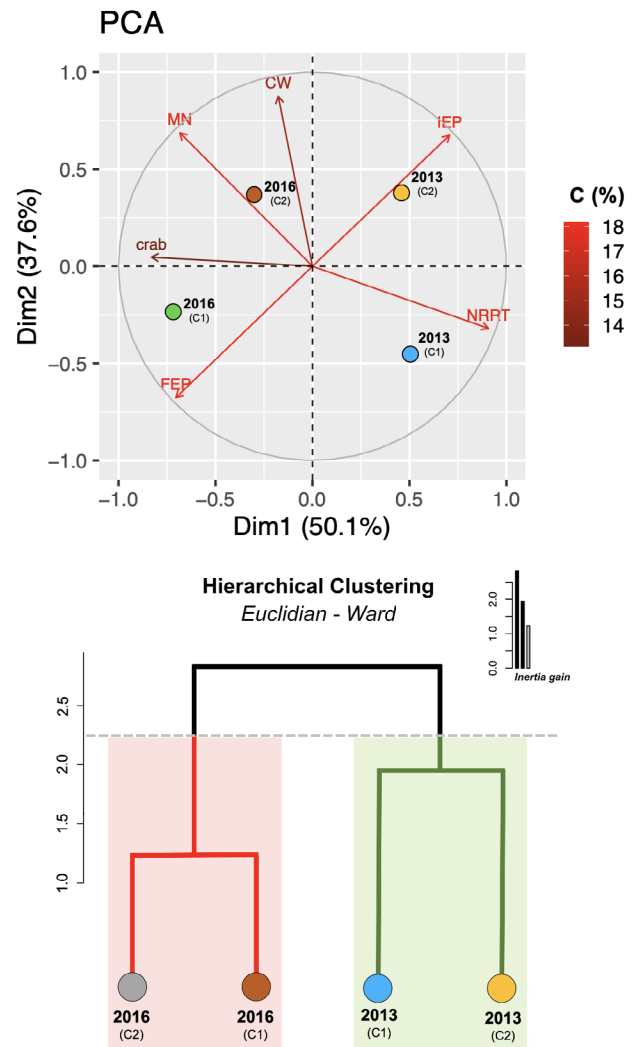 PCA
1.0
CW
MN
IEP
0.5
2016
(C2)
2013
(C2)
crab
0.0
2016
(C1)
NRRT
2013
(C1)
−0.5
FEP
−1.0
−1.0 −0.5 0.0 0.5 1.0
Dim1 (50.1%)
Dim2 (37.6%)
C (%)
18
17
16
15
14
Hierarchical Clustering
Euclidian - Ward
2.0
1.0
0.0
Inertia gain
2.5
2.0
1.5
1.0
2016
(C2)
2016
(C1)
2013
(C1)
2013
(C2)